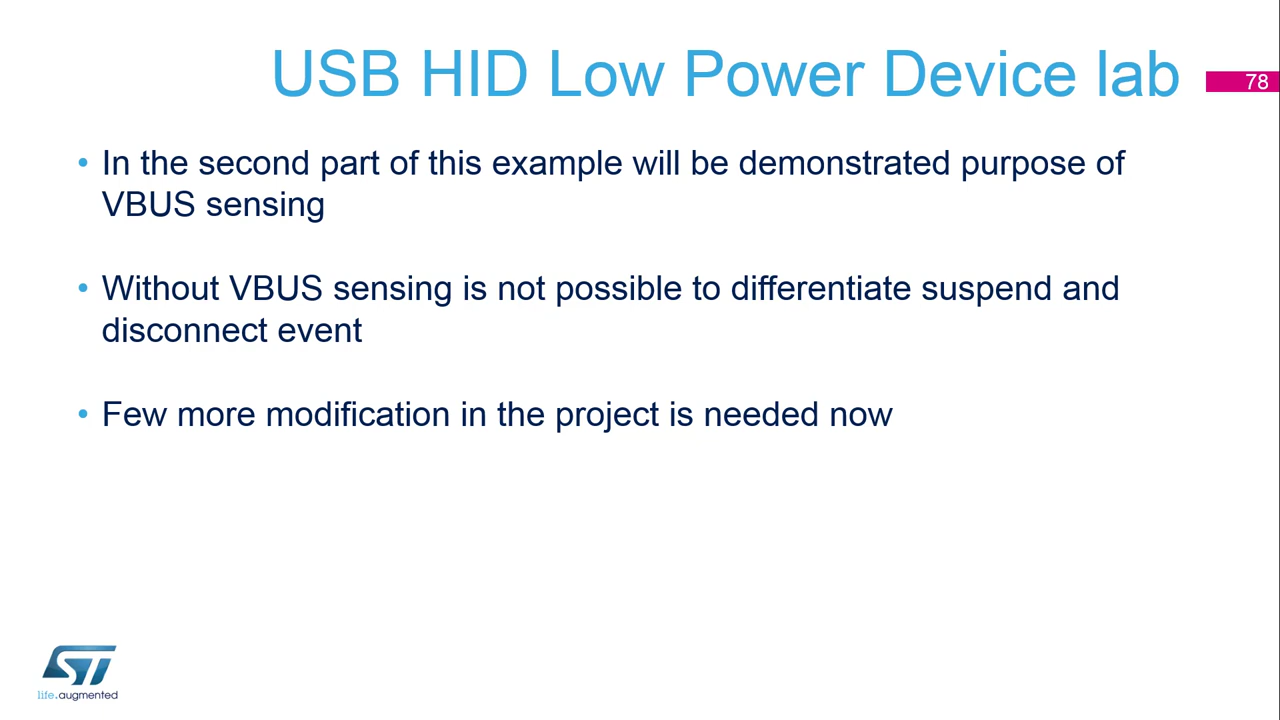 USB HID Low Power Device lab
78
• In the second part of this example will be demonstrated purpose of
VBUS sensing
• Without VBUS sensing is not possible to differentiate suspend and
disconnect event
• Few more modification in the project is needed now
ST
life.augmented